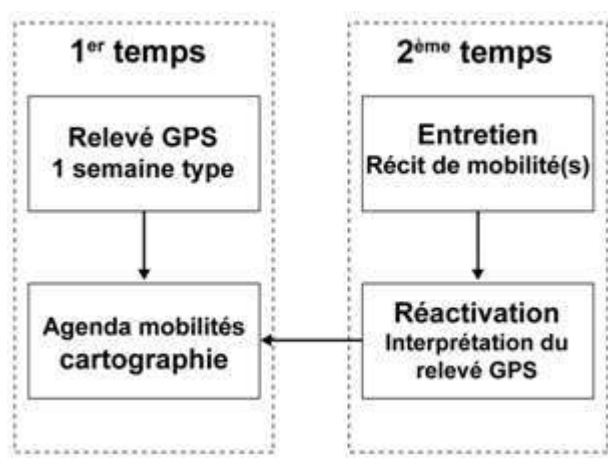 1er temps
Relevé GPS
1 semaine type
Agenda mobilités
cartographie
2ème temps
Entretien
Récit de mobilité(s)
Réactivation
Interprétation du
relevé GPS